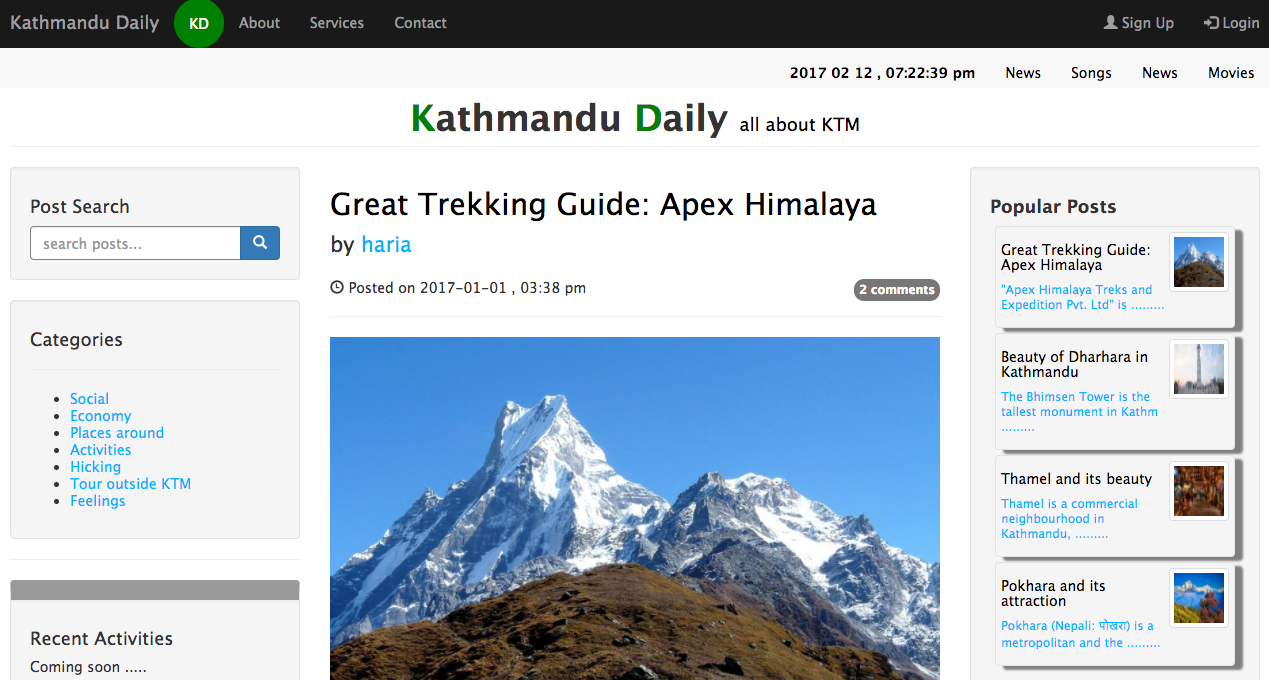 Kathmandu Daily KD About Services Contact Sign Up Login
2017 02 12 , 07:22:39 pm News Songs News Movies
Kathmandu Daily all about KTM
Post Search
search posts...
Categories
Social
Economy
Places around
Activities
Hicking
Tour outside KTM
Feelings
Recent Activities
Coming soon .....
Great Trekking Guide: Apex Himalaya
by haria
Posted on 2017-01-01 , 03:38 pm
2 comments
Popular Posts
Great Trekking Guide:
Apex Himalaya
"Apex Himalaya Treks and
Expedition Pvt. Ltd" is .........
Beauty of Dharhara in
Kathmandu
The Bhimsen Tower is the
tallest monument in Kathm
.........
Thamel and its beauty
Thamel is a commercial
neighbourhood in
Kathmandu, .........
Pokhara and its
attraction
Pokhara (Nepali: पोखरा) is a
metropolitan and the .........